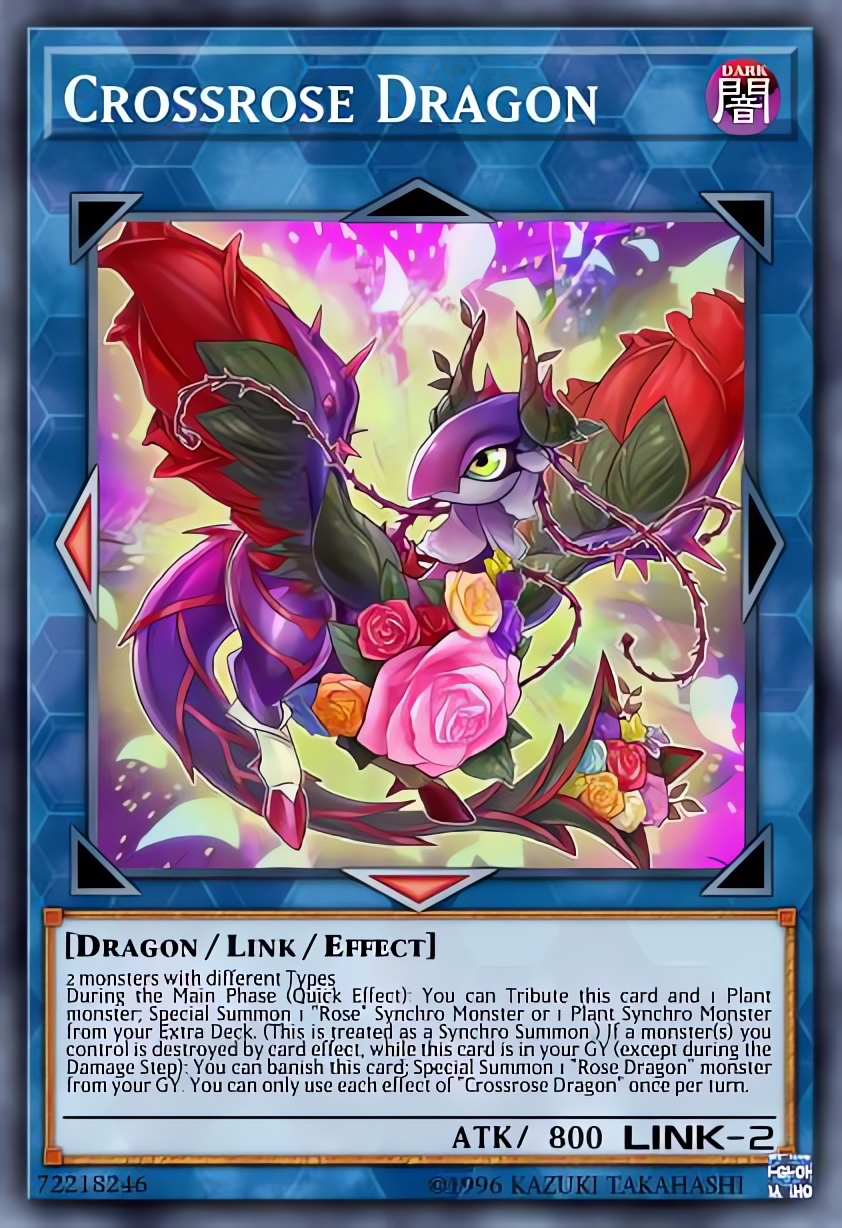 Crossrose Dragon
DARK
闇
[Dragon / Link / Effect]
2 monsters with different Types
During the Main Phase (Quick Effect): You can Tribute this card and 1 Plant
monster; Special Summon 1 "Rose" Synchro Monster or 1 Plant Synchro Monster
from your Extra Deck. (This is treated as a Synchro Summon.) If a monster(s) you
control is destroyed by card effect, while this card is in your GY (except during the
Damage Step): You can banish this card; Special Summon 1 "Rose Dragon" monster
from your GY. You can only use each effect of "Crossrose Dragon" once per turn.
ATK/ 800 LINK-2
72218246 ©1996 KAZUKI TAKAHASHI